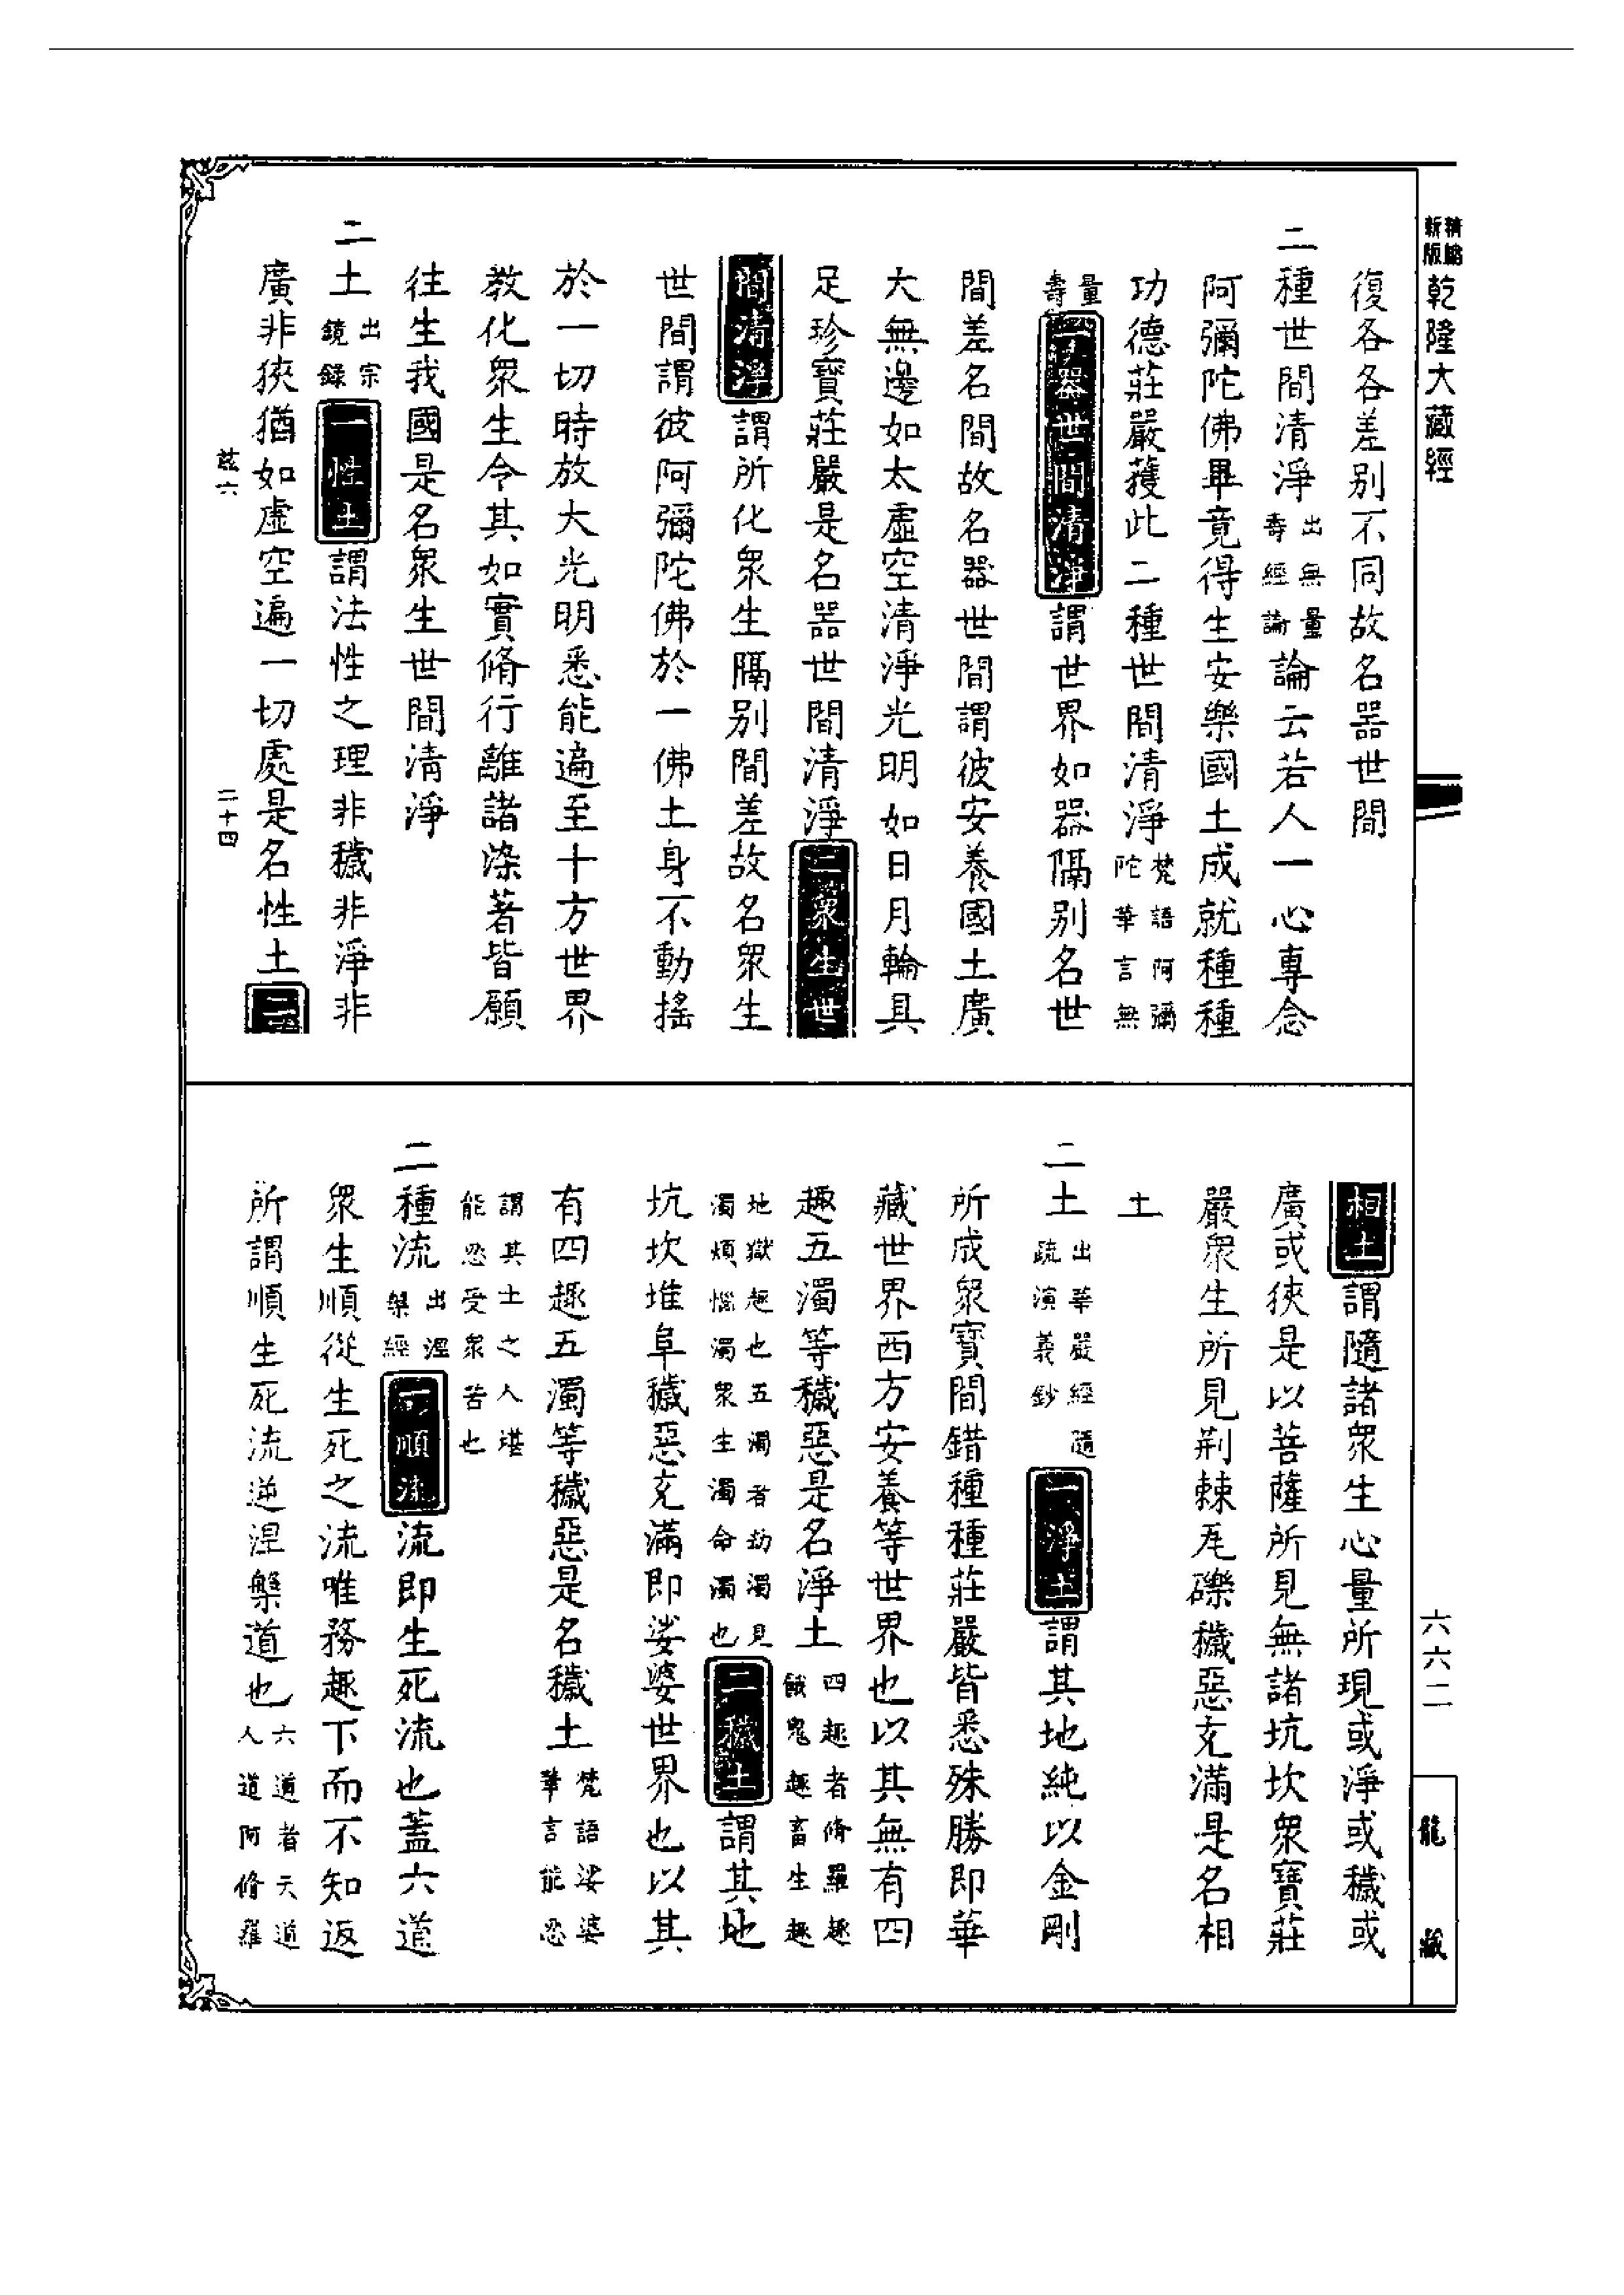 精縮新版乾隆大藏經
復各各差別不同故名器世間
二種世間清淨出無量壽經論論云若人一心專念
阿彌陀佛畢竟得生安樂國土成就種種
功德莊嚴蒦此二種世間清淨梵語阿彌陀華言無
量壽一器世間清淨謂世界如器隔別名世
間差名間故名器世間謂彼安養國土廣
大無邊如太虛空清淨光明如日月輪具
足珍寶莊嚴是名器世間清淨二眾生世
間清淨謂所化眾生隔別間差故名眾生
世間謂彼阿彌陀佛於一佛土身不動搖
於一切時放大光明悉能遍至十方世界
教化眾生令其如實脩行離諸染著皆願
往生我國是名眾生世間清淨
二土出宗鏡錄一性土謂法性之理非穢非淨非
廣非狹猶如虛空遍一切處是名性土二
茲六 二十四
相土謂隨諸眾生心量所現或淨或穢或
廣或狹是以菩薩所見無諸坑坎眾寶莊
嚴眾生所見荆棘瓦礫穢惡充滿是名相
土
二土出華嚴經隨疏演義鈔一淨土謂其地純以金剛
所成眾寶間錯種種莊嚴皆悉殊勝即華
藏世界西方安養等世界也以其無有四
趣五濁等穢惡是名淨土四趣者脩羅趣餓鬼趣畜生趣
地獄趣也五濁者劫濁見濁煩惱濁眾生濁命濁也二穢土謂其地
坑坎堆阜穢惡充滿即娑婆世界也以其
有四趣五濁等穢惡是名穢土梵語娑婆華言能忍
謂其土之人堪能忍受眾苦也
二種流出涅槃經一順流流即生死流也蓋六道
眾生順從生死之流唯務趣下而不知返
所謂順生死流逆涅槃道也六道者天道人道阿脩羅
六六二
龍藏